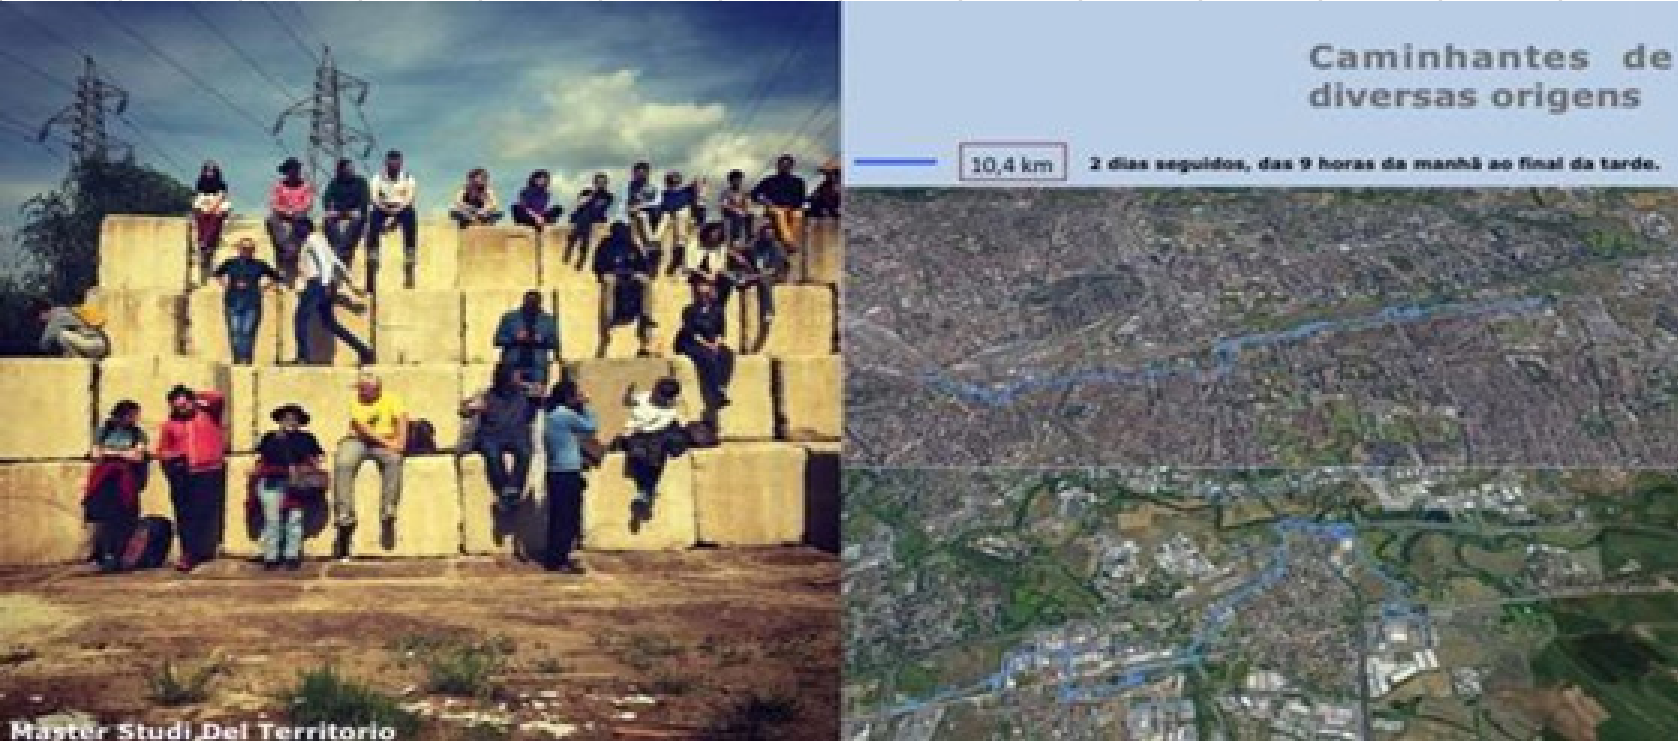 Caminhantes de
diversas origens
10,4 km 2 dias seguidos, das 9 horas da manhã ao final da tarde.
Master Studi Del Territorio